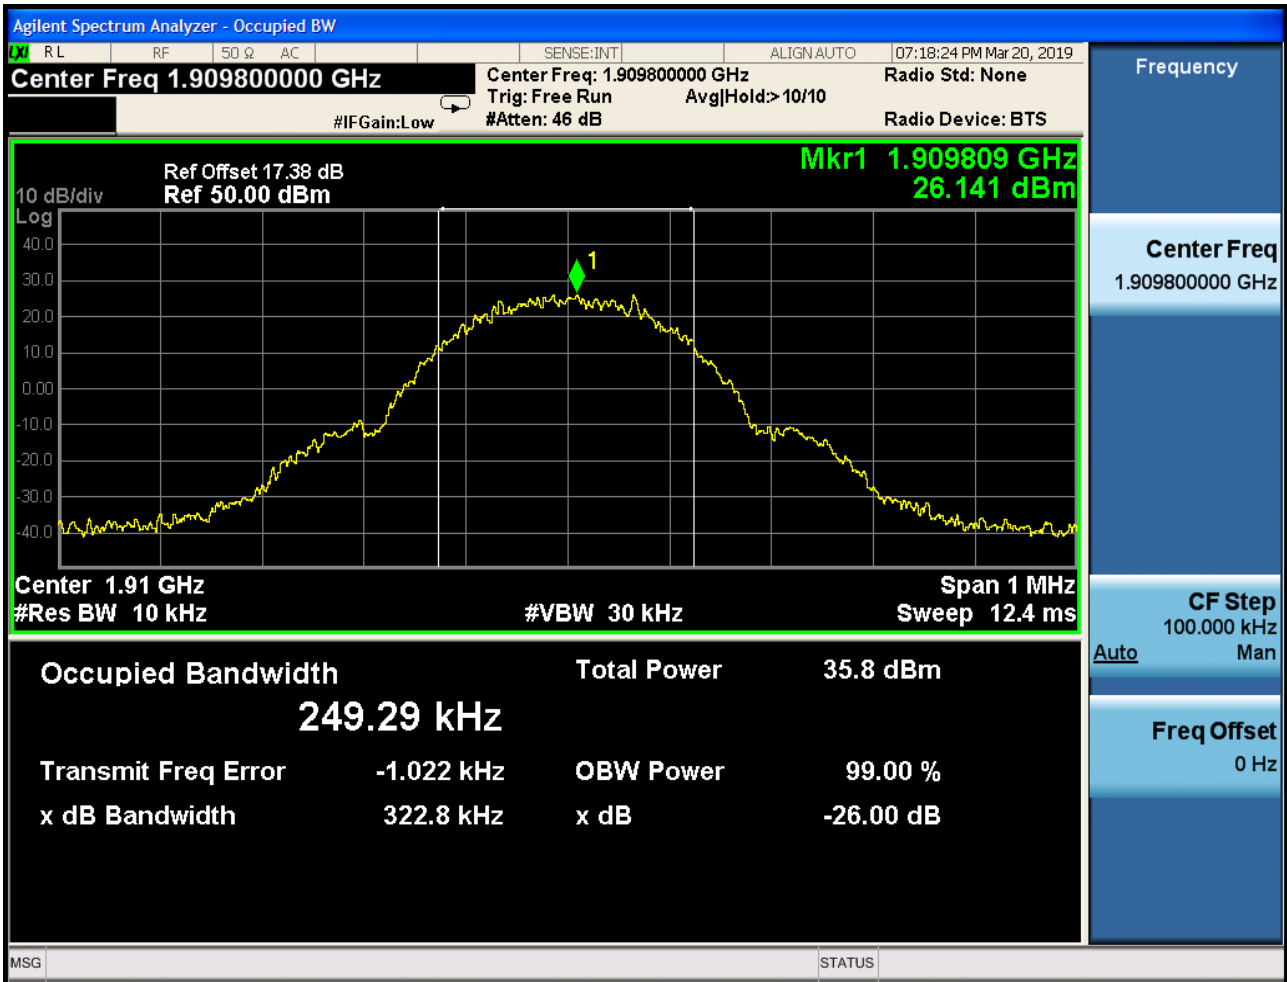 Agilent Spectrum Analyzer - Occupied BW
LXI RL RF 50 Ω AC SENSE:INT ALIGN AUTO 07:18:24 PM Mar 20, 2019
Center Freq 1.909800000 GHz
Center Freq: 1.909800000 GHz
Radio Std: None
Trig: Free Run Avg|Hold:> 10/10
#IFGain:Low #Atten: 46 dB Radio Device: BTS
Mkr1 1.909809 GHz
26.141 dBm
Ref Offset 17.38 dB
10 dB/div Ref 50.00 dBm
Log
40.0
30.0
20.0
10.0
0.00
-10.0
-20.0
-30.0
-40.0
1
Center 1.91 GHz Span 1 MHz
#Res BW 10 kHz #VBW 30 kHz Sweep 12.4 ms
Occupied Bandwidth Total Power 35.8 dBm
249.29 kHz
Transmit Freq Error -1.022 kHz OBW Power 99.00 %
x dB Bandwidth 322.8 kHz x dB -26.00 dB
MSG STATUS
Frequency
Center Freq
1.909800000 GHz
CF Step
100.000 kHz
Auto Man
Freq Offset
0 Hz